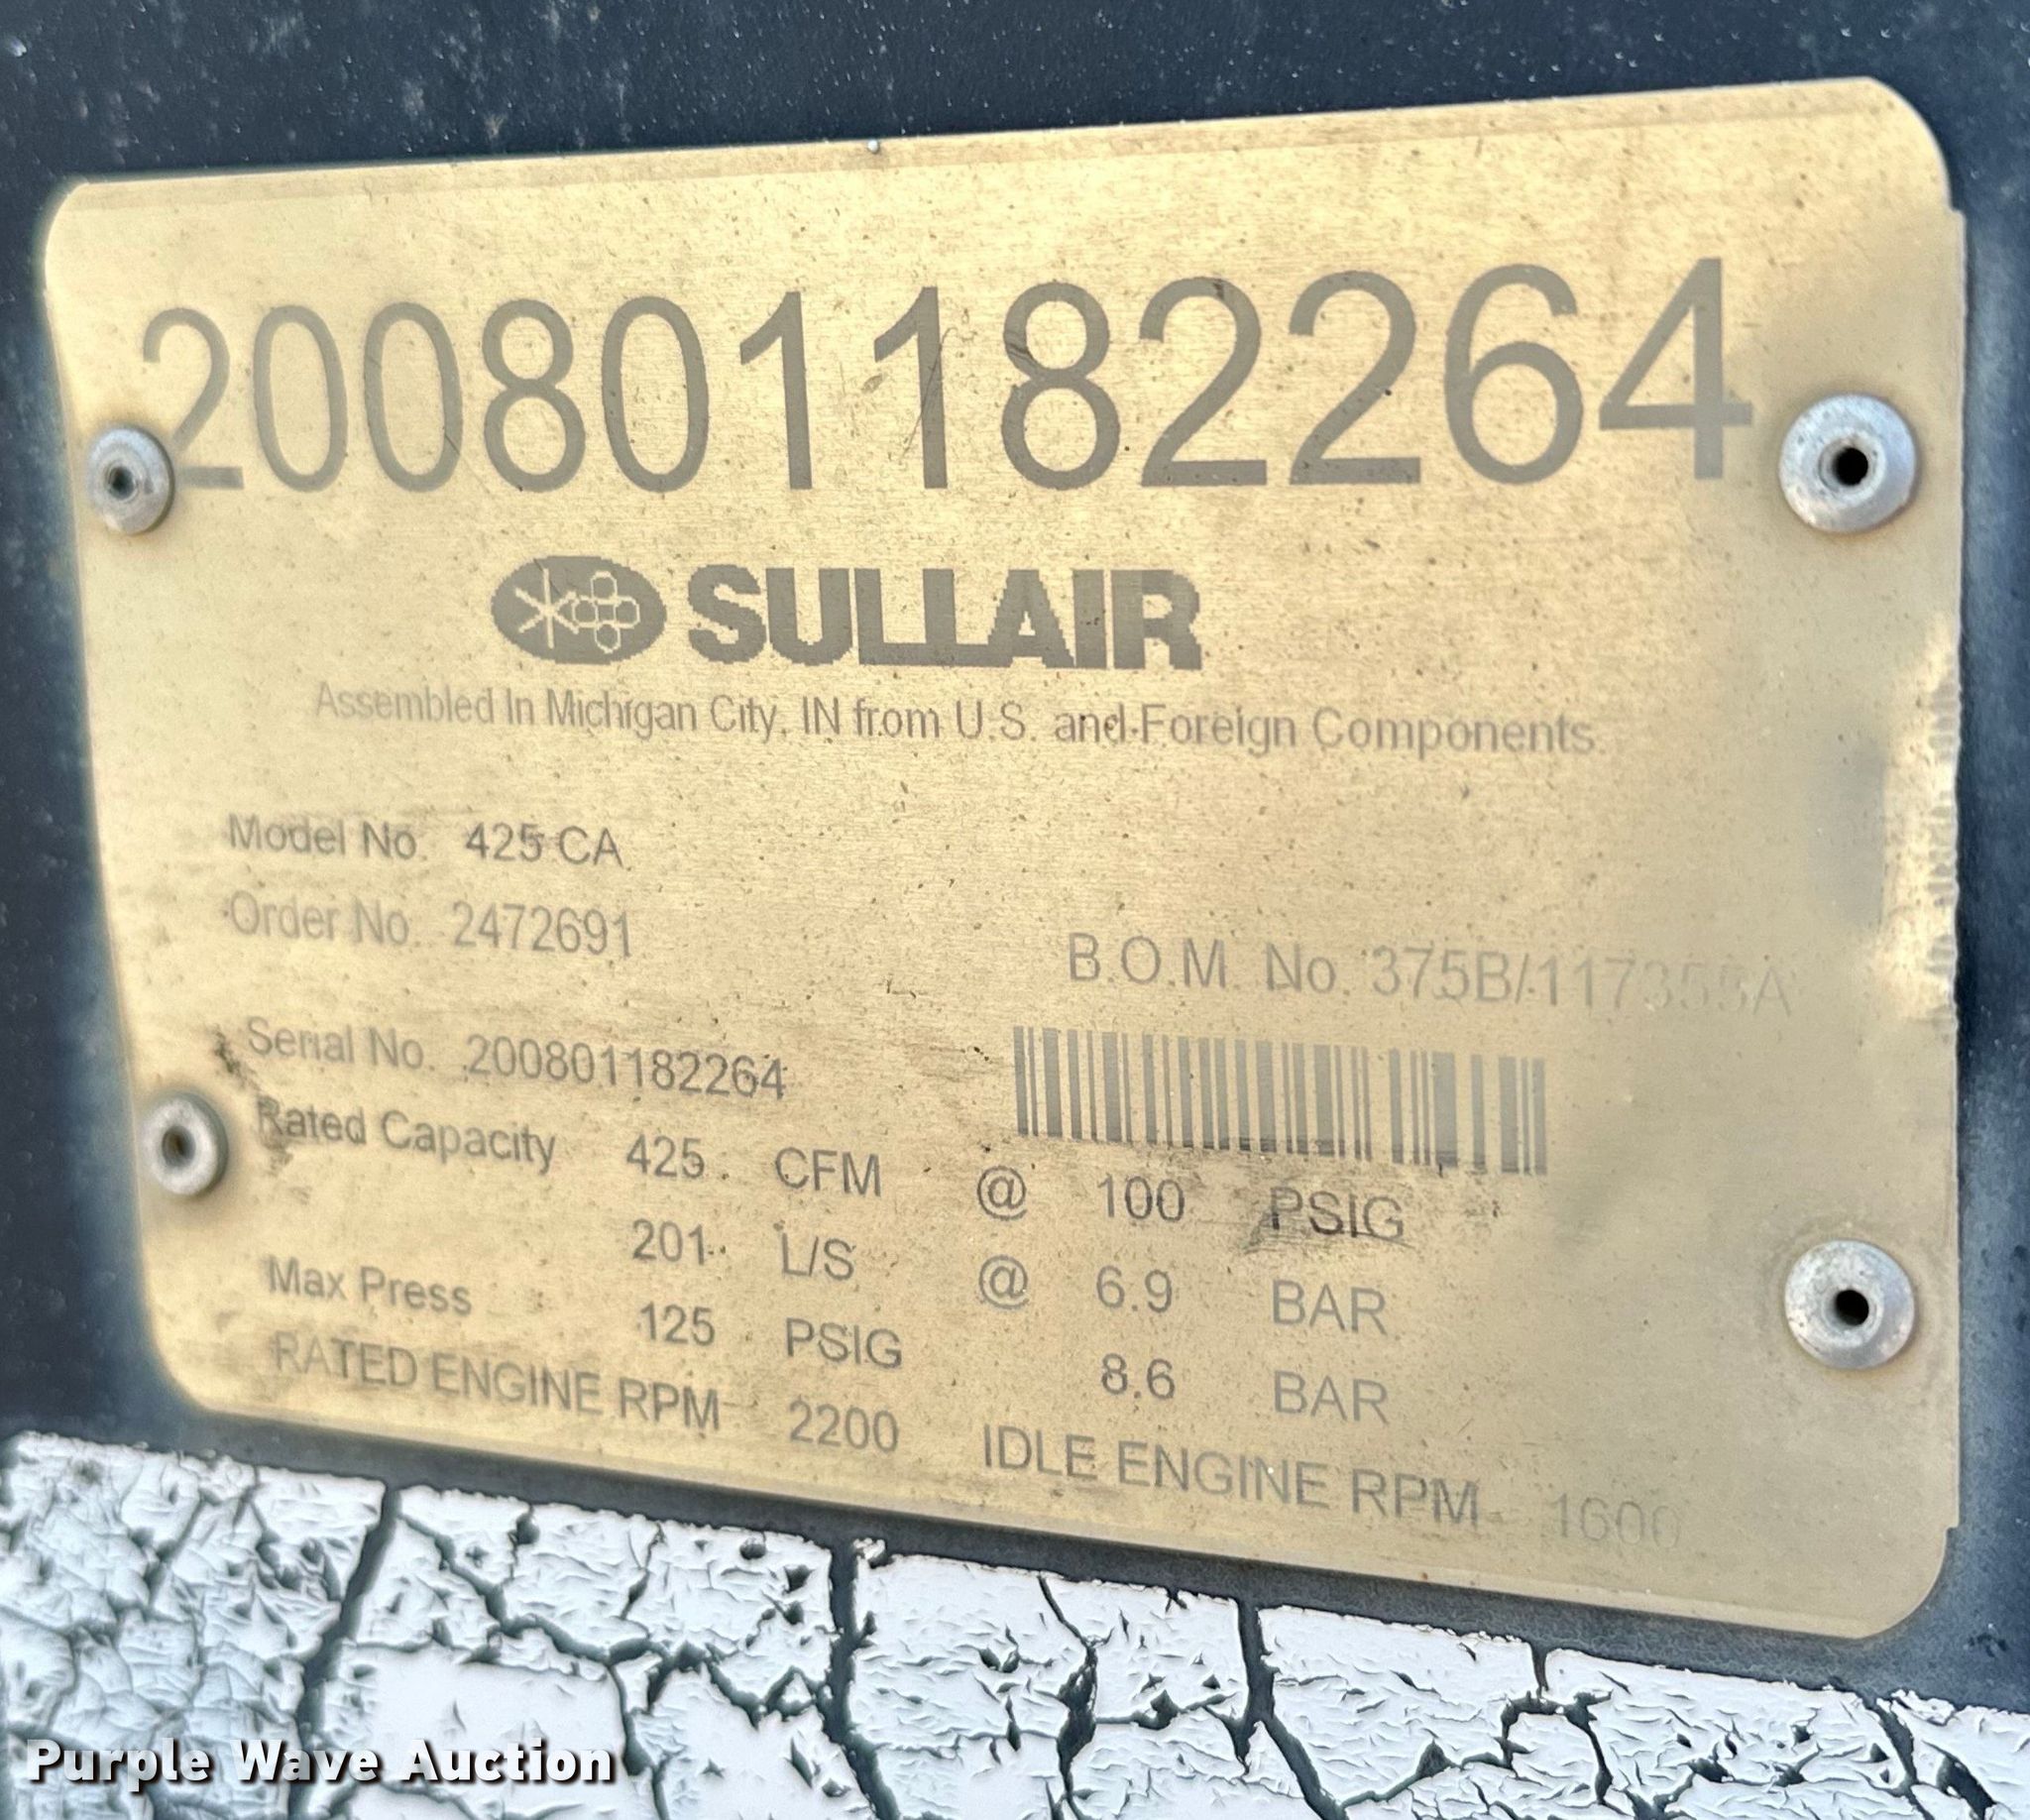 200801182264
SULLAIR
Assembled In Michigan City, IN from U.S. and Foreign Components.
Model No. 425 CA
Order No. 2472691
B.O.M. No. 375B/117355A
Serial No. 200801182264
Rated Capacity 425 CFM @ 100 PSIG
201 L/S @ 6.9 BAR
Max Press 125 PSIG 8.6 BAR
RATED ENGINE RPM 2200 IDLE ENGINE RPM 1600
Purple Wave Auction